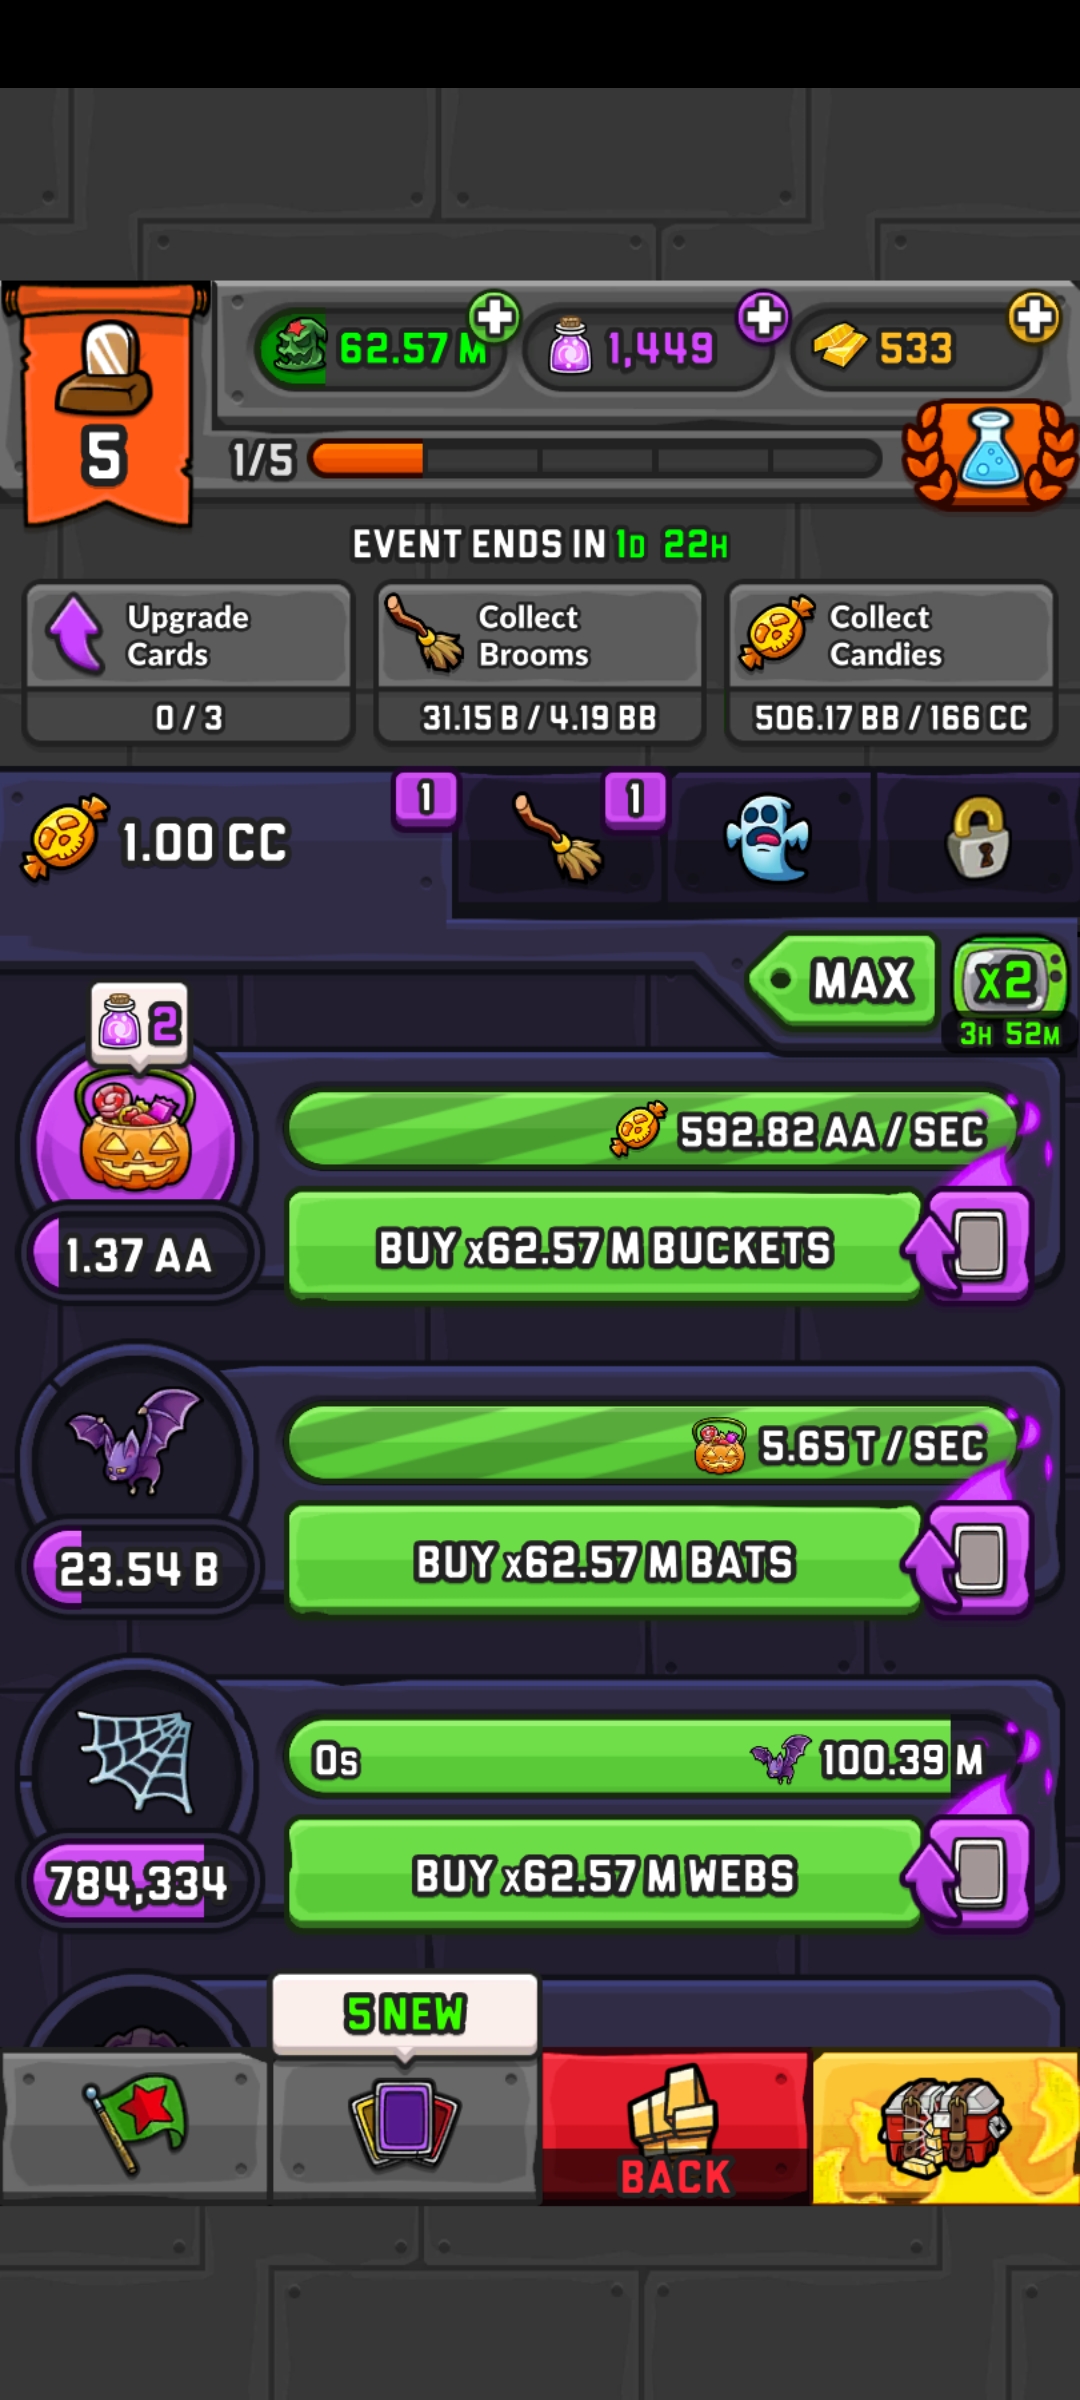 62.57 M
1,449
533
5
1/5
EVENT ENDS IN 1D 22H
Upgrade
Cards
0 / 3
Collect
Brooms
31.15 B / 4.19 BB
Collect
Candies
506.17 BB / 166 CC
1.00 CC
1
1
MAX
x2
3H 52M
2
592.82 AA / SEC
1.37 AA
BUY x62.57 M BUCKETS
5.65 T / SEC
23.54 B
BUY x62.57 M BATS
0s
100.39 M
784,334
BUY x62.57 M WEBS
5 NEW
BACK